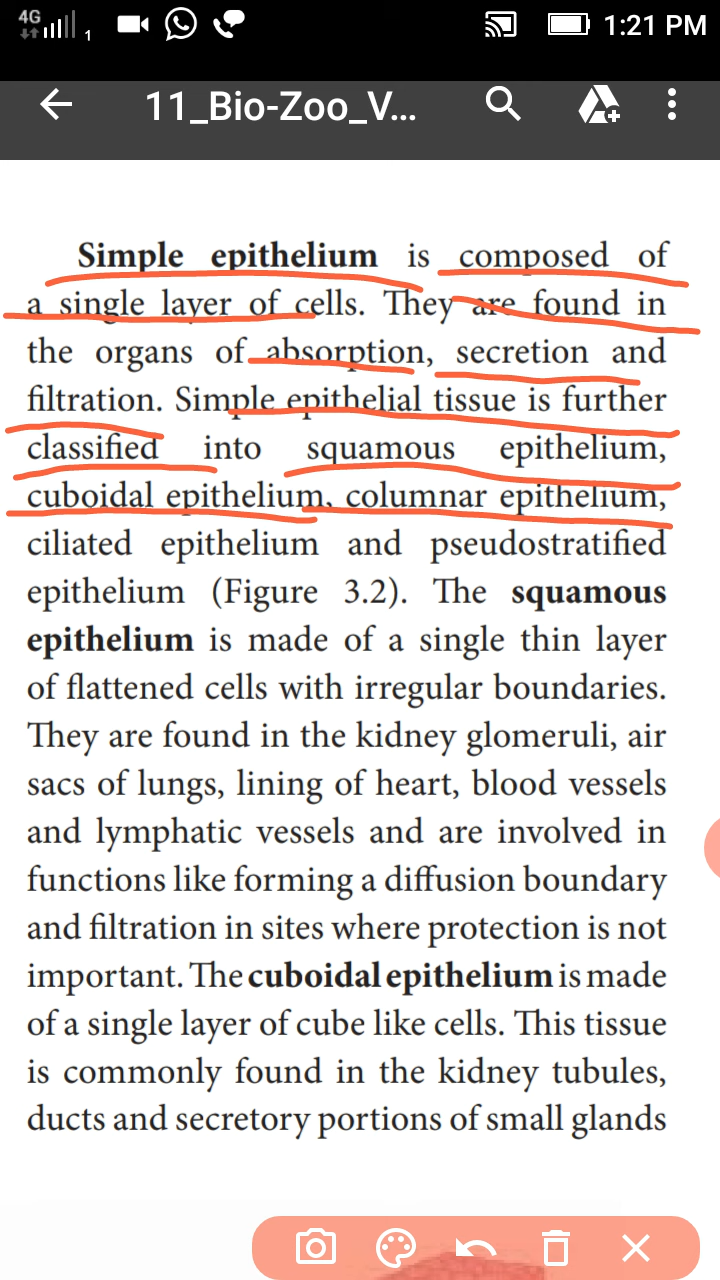 4G 1 1:21 PM
11_Bio-Zoo_V...
Simple epithelium is composed of
a single layer of cells. They are found in
the organs of absorption, secretion and
filtration. Simple epithelial tissue is further
classified into squamous epithelium,
cuboidal epithelium, columnar epithelium,
ciliated epithelium and pseudostratified
epithelium (Figure 3.2). The squamous
epithelium is made of a single thin layer
of flattened cells with irregular boundaries.
They are found in the kidney glomeruli, air
sacs of lungs, lining of heart, blood vessels
and lymphatic vessels and are involved in
functions like forming a diffusion boundary
and filtration in sites where protection is not
important. The cuboidal epithelium is made
of a single layer of cube like cells. This tissue
is commonly found in the kidney tubules,
ducts and secretory portions of small glands